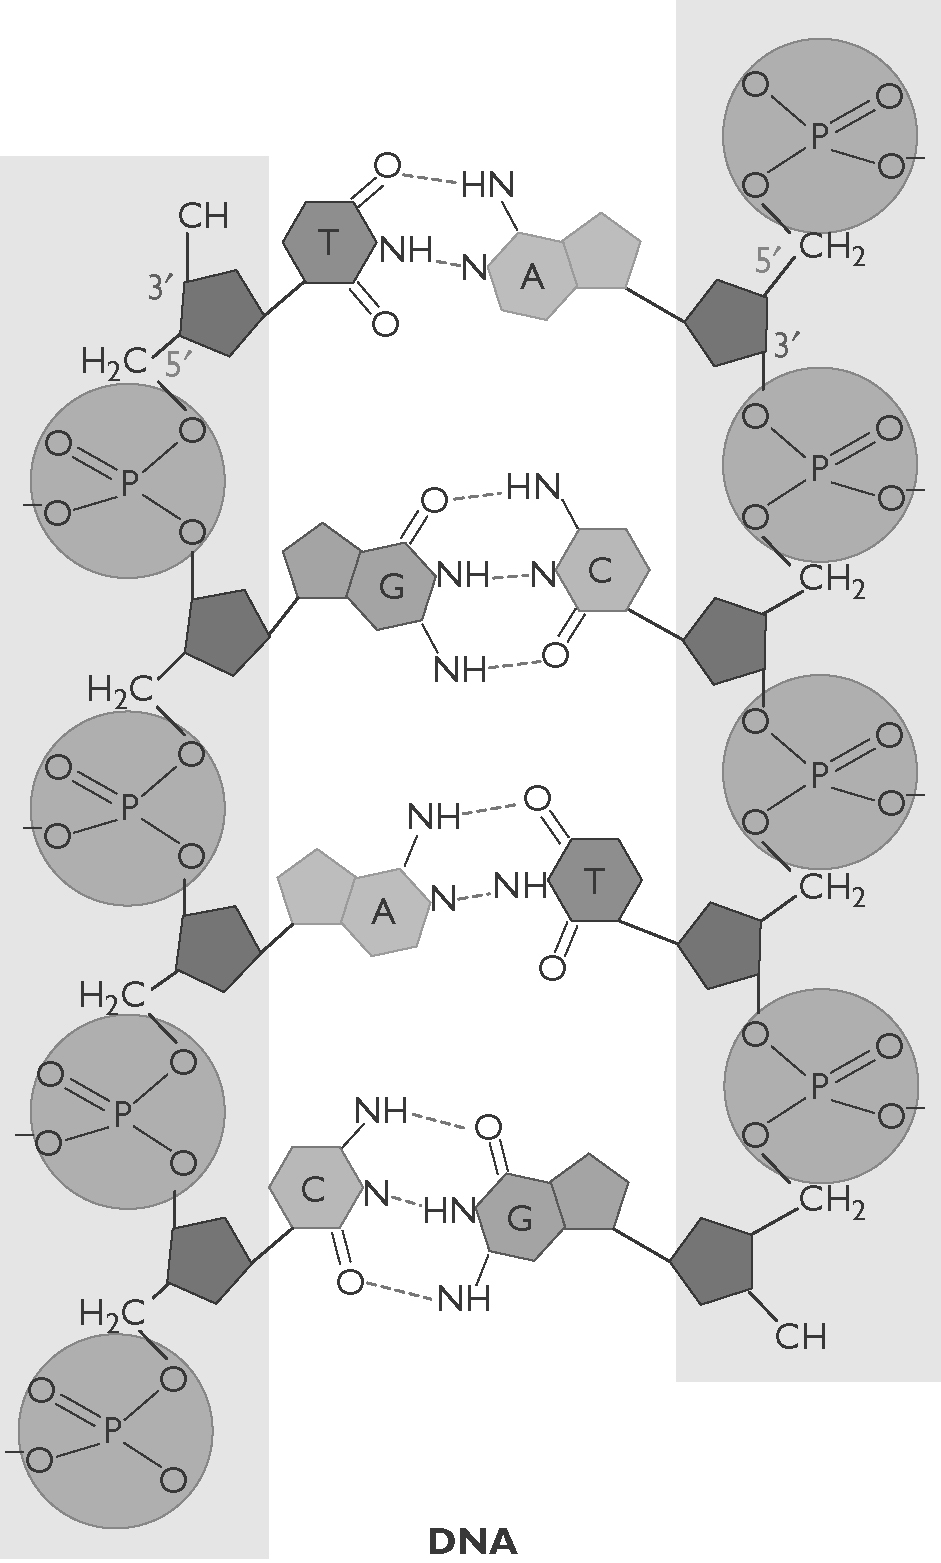 O
O
P
O–
O
CH₂
5′
3′
CH
3′
H₂C
5′
T
O
NH
O
HN
N
A
O
O
P
–O
O
O
O
P
O–
O
CH₂
G
O
NH
NH
HN
N
C
O
H₂C
O
O
P
–O
O
O
O
P
O–
O
CH₂
A
NH
N
O
NH
T
O
H₂C
O
O
P
–O
O
O
O
P
O–
O
CH₂
C
NH
N
O
O
HN
G
NH
CH
H₂C
O
O
P
–O
O
DNA